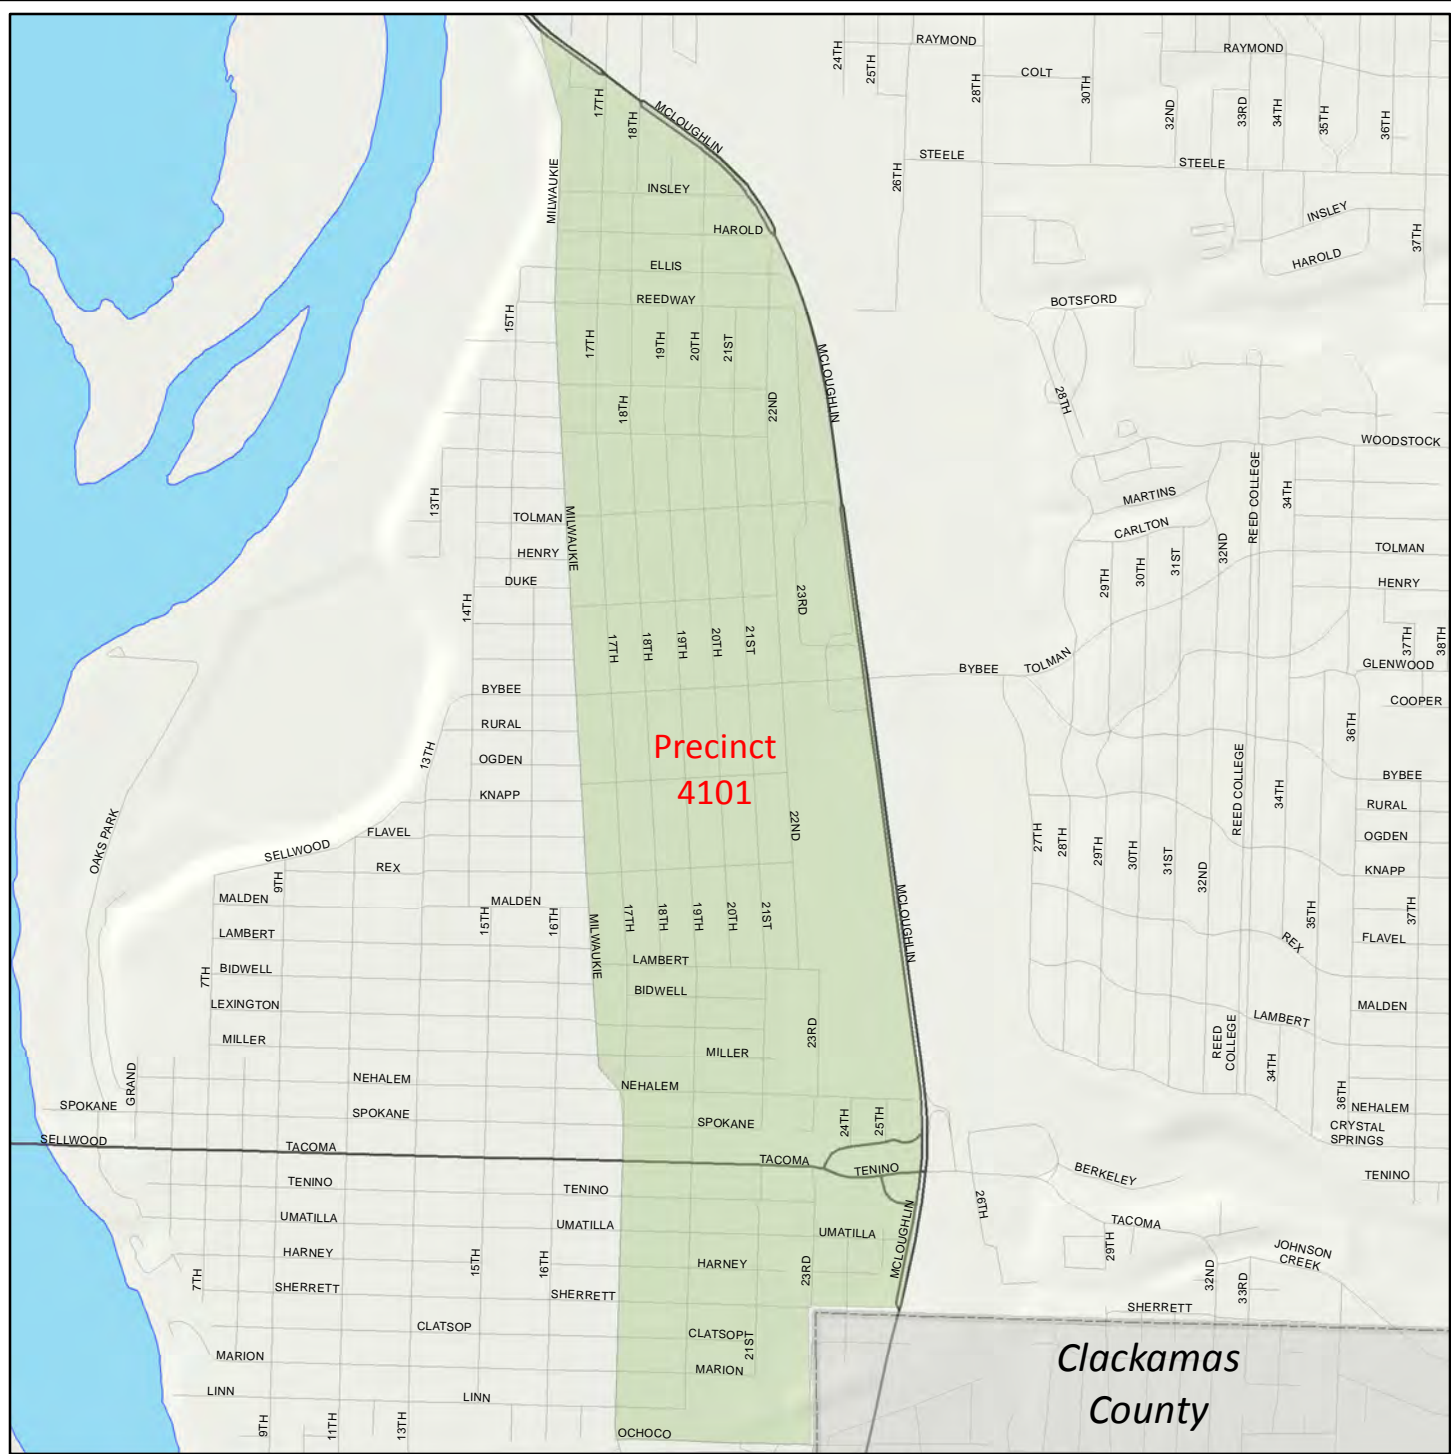 RAYMOND
RAYMOND
24TH
25TH
COLT
28TH
30TH
32ND
33RD
34TH
35TH
36TH
17TH
18TH
MCLOUGHLIN
STEELE
STEELE
26TH
MILWAUKIE
INSLEY
INSLEY
HAROLD
37TH
HAROLD
ELLIS
REEDWAY
BOTSFORD
15TH
17TH
19TH
20TH
21ST
MCLOUGHLIN
18TH
22ND
28TH
WOODSTOCK
13TH
REED COLLEGE
34TH
MARTINS
TOLMAN
MILWAUKIE
CARLTON
HENRY
32ND
TOLMAN
DUKE
29TH
30TH
31ST
HENRY
14TH
23RD
17TH
18TH
19TH
20TH
21ST
37TH
38TH
BYBEE
TOLMAN
GLENWOOD
BYBEE
COOPER
RURAL
36TH
13TH
OGDEN
Precinct
4101
BYBEE
KNAPP
REED COLLEGE
34TH
RURAL
OAKS PARK
FLAVEL
22ND
27TH
28TH
29TH
30TH
31ST
32ND
OGDEN
SELLWOOD
REX
KNAPP
9TH
MALDEN
MALDEN
15TH
16TH
MILWAUKIE
17TH
18TH
19TH
20TH
21ST
MCLOUGHLIN
35TH
37TH
LAMBERT
REX
FLAVEL
LAMBERT
7TH
BIDWELL
BIDWELL
LEXINGTON
MALDEN
LAMBERT
MILLER
23RD
MILLER
REED
COLLEGE
34TH
GRAND
NEHALEM
NEHALEM
36TH
SPOKANE
SPOKANE
SPOKANE
24TH
25TH
NEHALEM
CRYSTAL
SPRINGS
SELLWOOD
TACOMA
TACOMA
TENINO
BERKELEY
TENINO
TENINO
TENINO
26TH
UMATILLA
UMATILLA
UMATILLA
MCLOUGHLIN
TACOMA
HARNEY
15TH
16TH
HARNEY
23RD
29TH
JOHNSON
CREEK
7TH
SHERRETT
SHERRETT
32ND
33RD
SHERRETT
CLATSOP
CLATSOP
21ST
MARION
MARION
Clackamas
County
LINN
LINN
9TH
11TH
13TH
OCHOCO